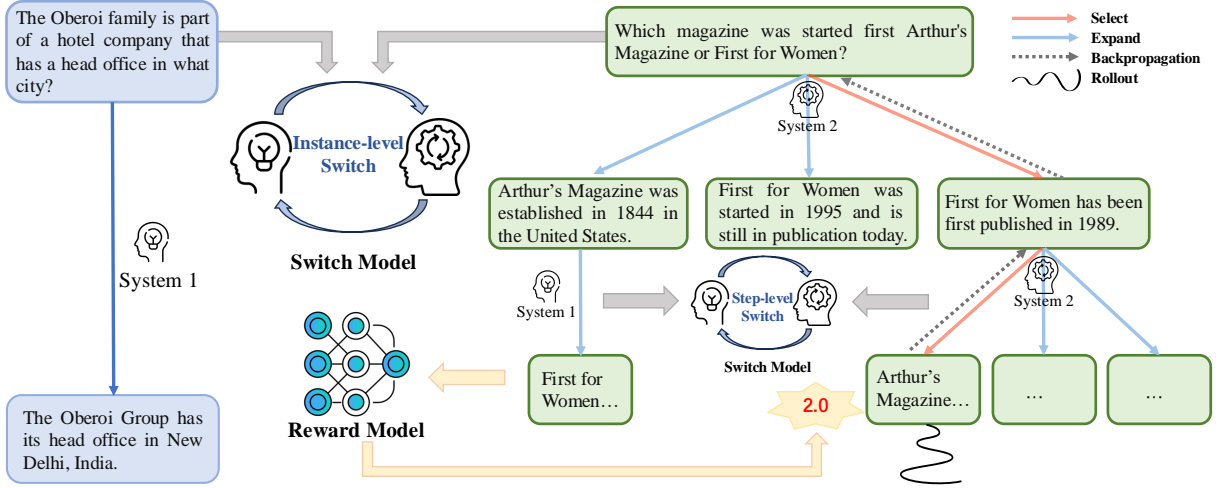 The Oberoi family is part
of a hotel company that
has a head office in what
city?
Which magazine was started first Arthur's
Magazine or First for Women?
Select
Expand
Backpropagation
Rollout
System 2
Instance-level
Switch
Switch Model
System 1
Arthur's Magazine was
established in 1844 in
the United States.
First for Women was
started in 1995 and is
still in publication today.
First for Women has been
first published in 1989.
System 1
Step-level
Switch
Switch Model
System 2
Reward Model
First for
Women…
2.0
Arthur's
Magazine…
…
…
The Oberoi Group has
its head office in New
Delhi, India.